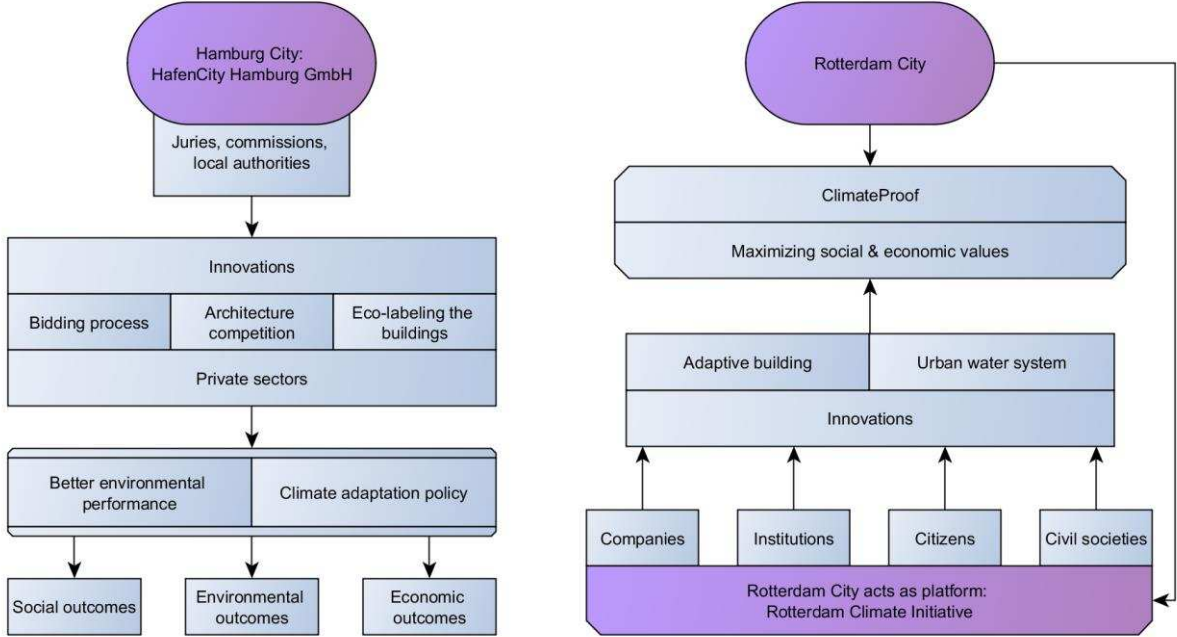 Hamburg City:
HafenCity Hamburg GmbH
Juries, commissions,
local authorities
Innovations
Bidding process
Architecture
competition
Eco-labeling the
buildings
Private sectors
Better environmental
performance
Climate adaptation policy
Social outcomes
Environmental
outcomes
Economic
outcomes
Rotterdam City
ClimateProof
Maximizing social & economic values
Adaptive building
Urban water system
Innovations
Companies
Institutions
Citizens
Civil societies
Rotterdam City acts as platform:
Rotterdam Climate Initiative